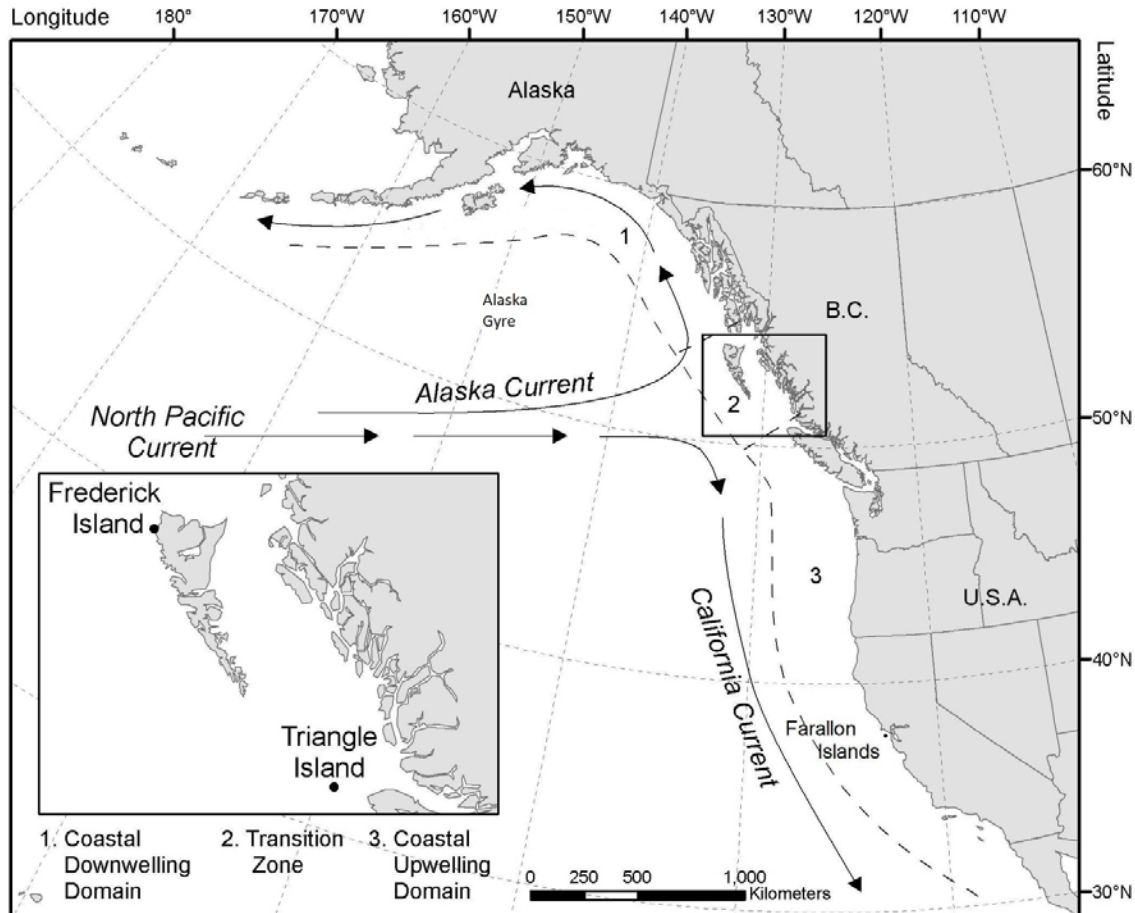 Longitude 180° 170°W 160°W 150°W 140°W 130°W 120°W 110°W
Latitude
Alaska
60°N
1
Alaska
Gyre
B.C.
Alaska Current
2
North Pacific
Current
50°N
Frederick
Island
3
U.S.A.
California Current
40°N
Farallon
Islands
Triangle
Island
1. Coastal
Downwelling
Domain
2. Transition
Zone
3. Coastal
Upwelling
Domain
0 250 500 1,000
Kilometers
30°N